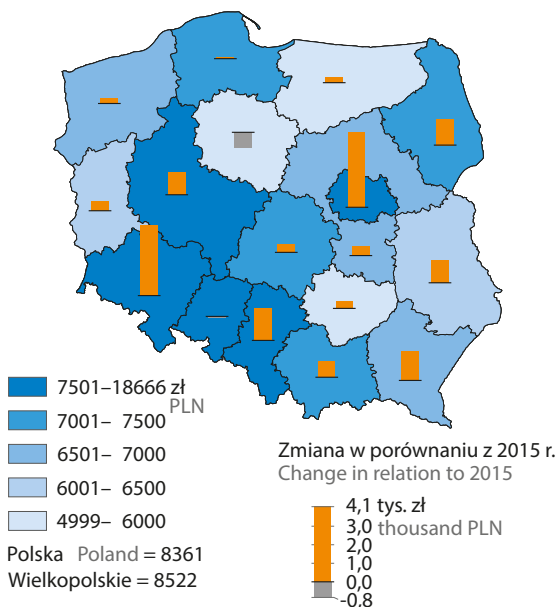 7501–18666 zł
PLN
7001– 7500
6501– 7000
6001– 6500
4999– 6000
Polska Poland = 8361
Wielkopolskie = 8522
Zmiana w porównaniu z 2015 r.
Change in relation to 2015
4,1 tys. zł
3,0 thousand PLN
2,0
1,0
0,0
-0,8